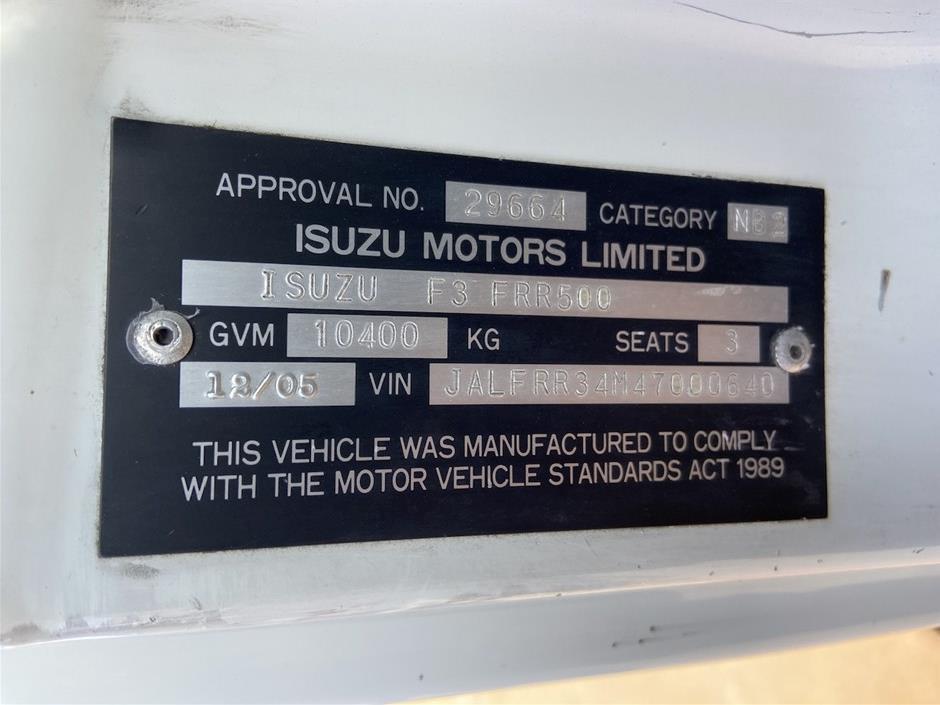 APPROVAL NO. 29664 CATEGORY NB2
ISUZU MOTORS LIMITED
ISUZU F3 FRR500
GVM 10400 KG SEATS 3
12/05 VIN JALFRR34M47000640
THIS VEHICLE WAS MANUFACTURED TO COMPLY
WITH THE MOTOR VEHICLE STANDARDS ACT 1989